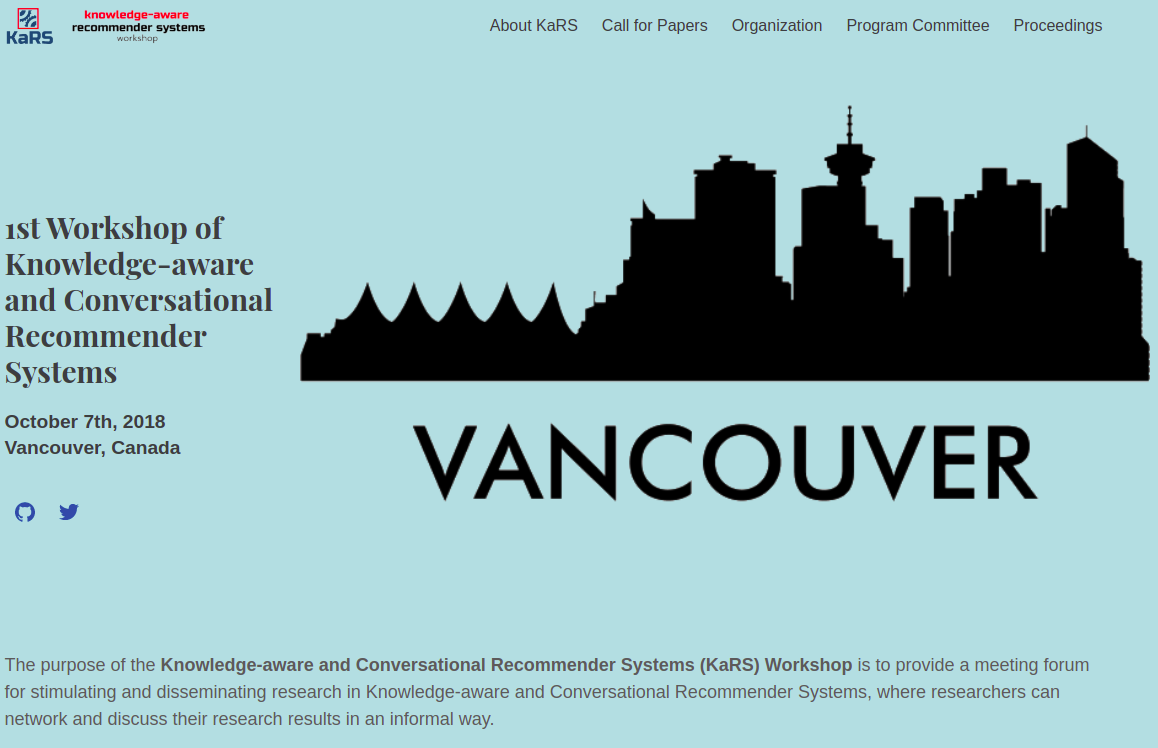 KaRS
knowledge-aware
recommender systems
workshop
About KaRS Call for Papers Organization Program Committee Proceedings
1st Workshop of
Knowledge-aware
and Conversational
Recommender
Systems
October 7th, 2018
Vancouver, Canada
VANCOUVER
The purpose of the Knowledge-aware and Conversational Recommender Systems (KaRS) Workshop is to provide a meeting forum
for stimulating and disseminating research in Knowledge-aware and Conversational Recommender Systems, where researchers can
network and discuss their research results in an informal way.